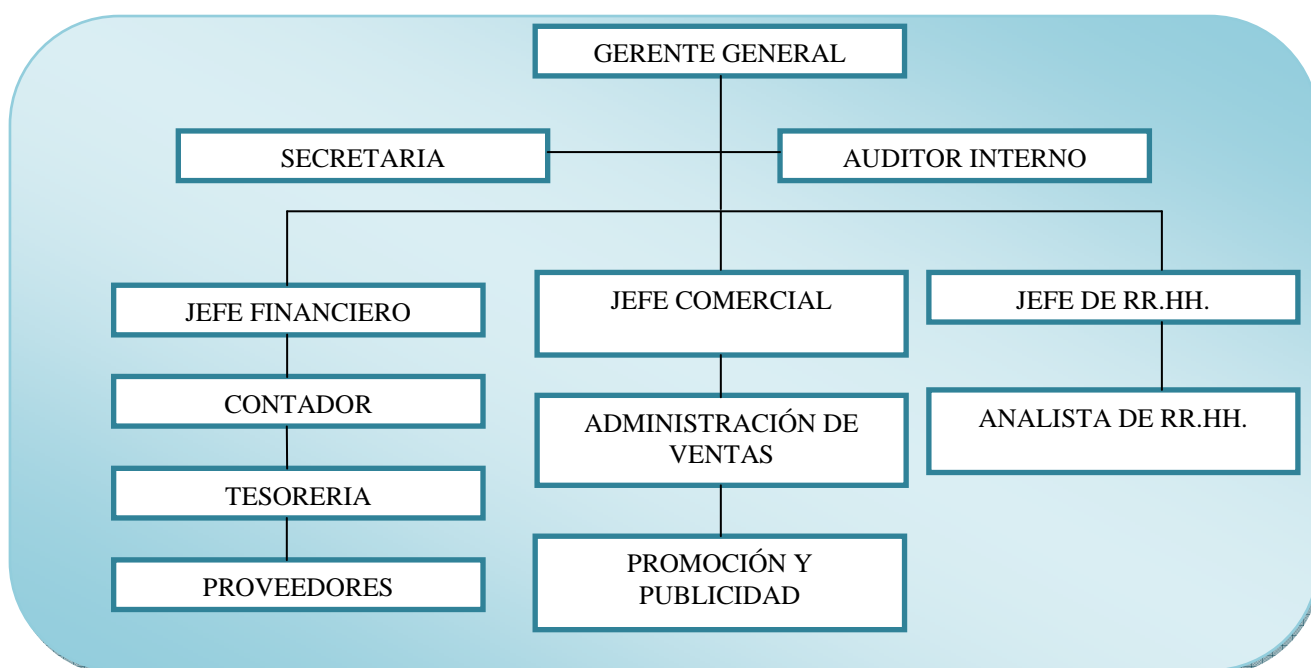 GERENTE GENERAL
SECRETARIA
AUDITOR INTERNO
JEFE FINANCIERO
JEFE COMERCIAL
JEFE DE RR.HH.
CONTADOR
ADMINISTRACIÓN DE
VENTAS
ANALISTA DE RR.HH.
TESORERIA
PROMOCIÓN Y
PUBLICIDAD
PROVEEDORES